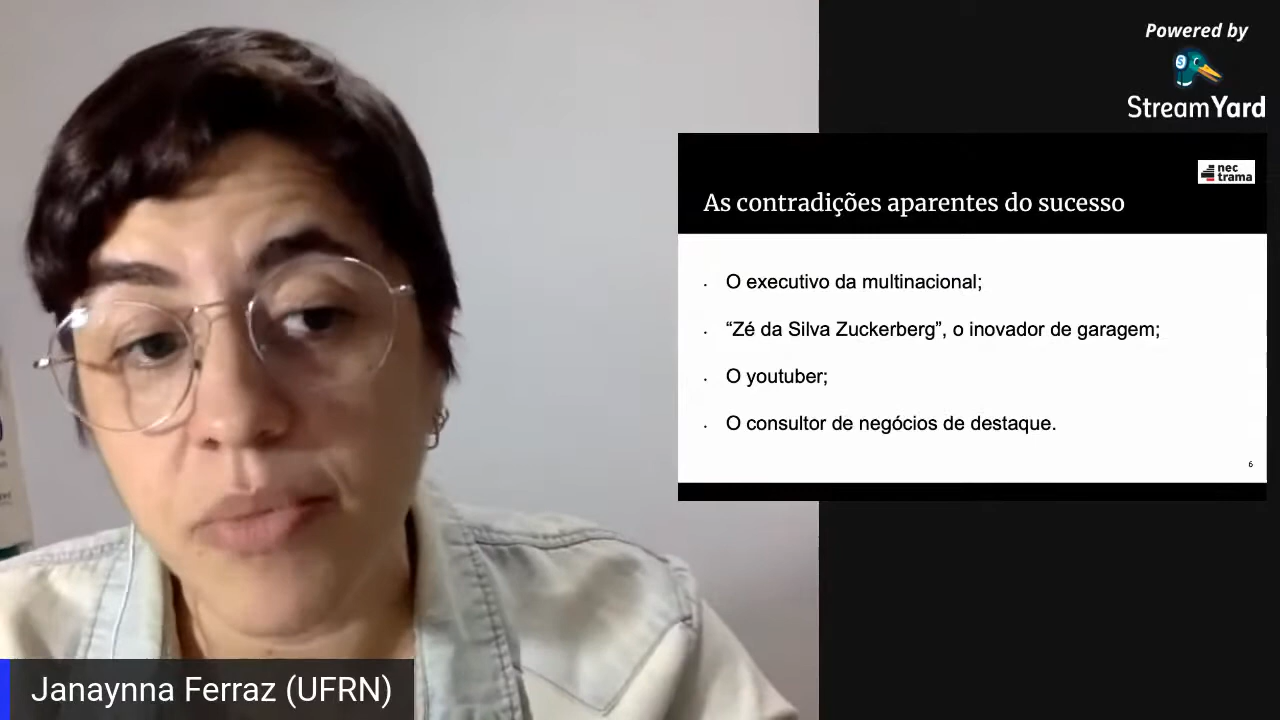 Powered by
StreamYard
nec
trama
As contradições aparentes do sucesso
. O executivo da multinacional;
. “Zé da Silva Zuckerberg”, o inovador de garagem;
. O youtuber;
. O consultor de negócios de destaque.
6
Janaynna Ferraz (UFRN)